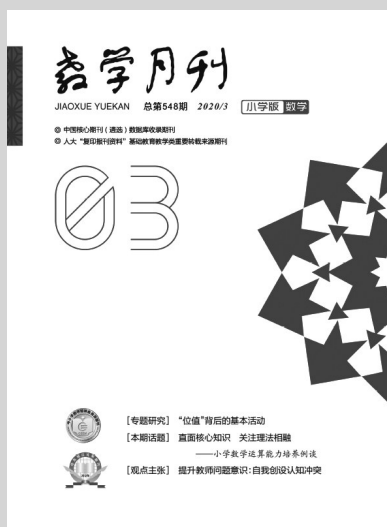 教学月刊
JIAOXUE YUEKAN 总第548期 2020/3 小学版 数学
中国核心期刊（遴选）数据库收录期刊
人大“复印报刊资料”基础教育教学类重要转载来源期刊
03
[专题研究] “位值”背后的基本活动
[本期话题] 直面核心知识 关注理法相融
——小学数学运算能力培养例谈
[观点主张] 提升教师问题意识：自我创设认知冲突